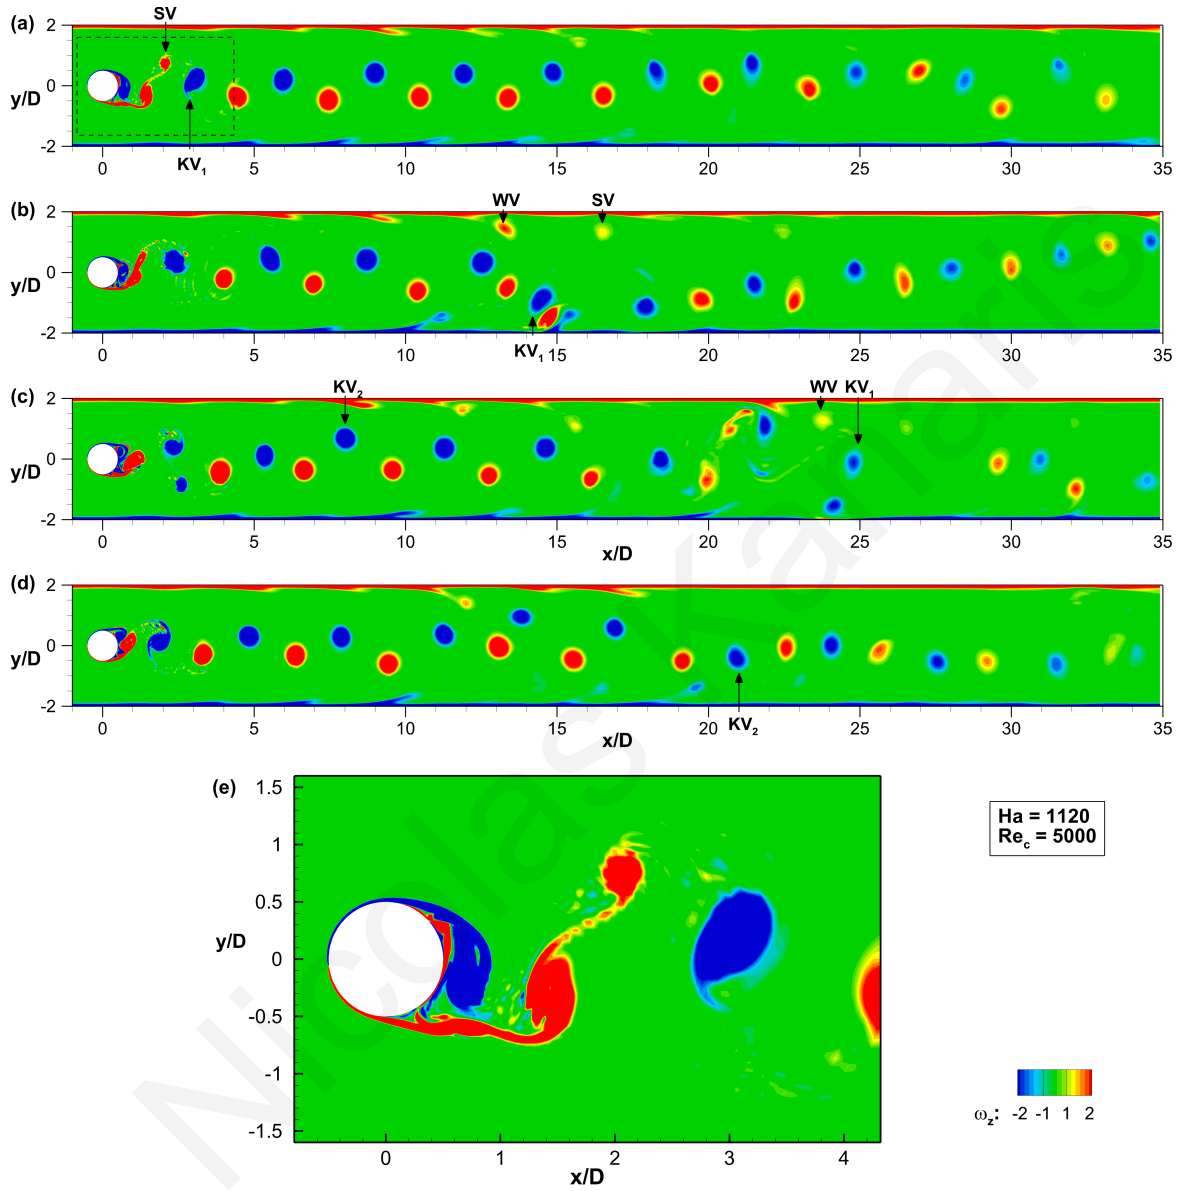 (a) 2 SV
y/D 0
-2 KV1
0 5 10 15 20 25 30 35
(b) 2 WV SV
y/D 0
-2 KV1
0 5 10 15 20 25 30 35
(c) 2 KV2 WV KV1
y/D 0
-2
0 5 10 15 20 25 30 35
x/D
(d) 2
y/D 0
-2 KV2
0 5 10 15 20 25 30 35
x/D
(e) 1.5
1
0.5
y/D 0
-0.5
-1
-1.5
0 1 2 3 4
x/D
Ha = 1120
Rec = 5000
ωz: -2 -1 1 2
Nicolas Kanaris